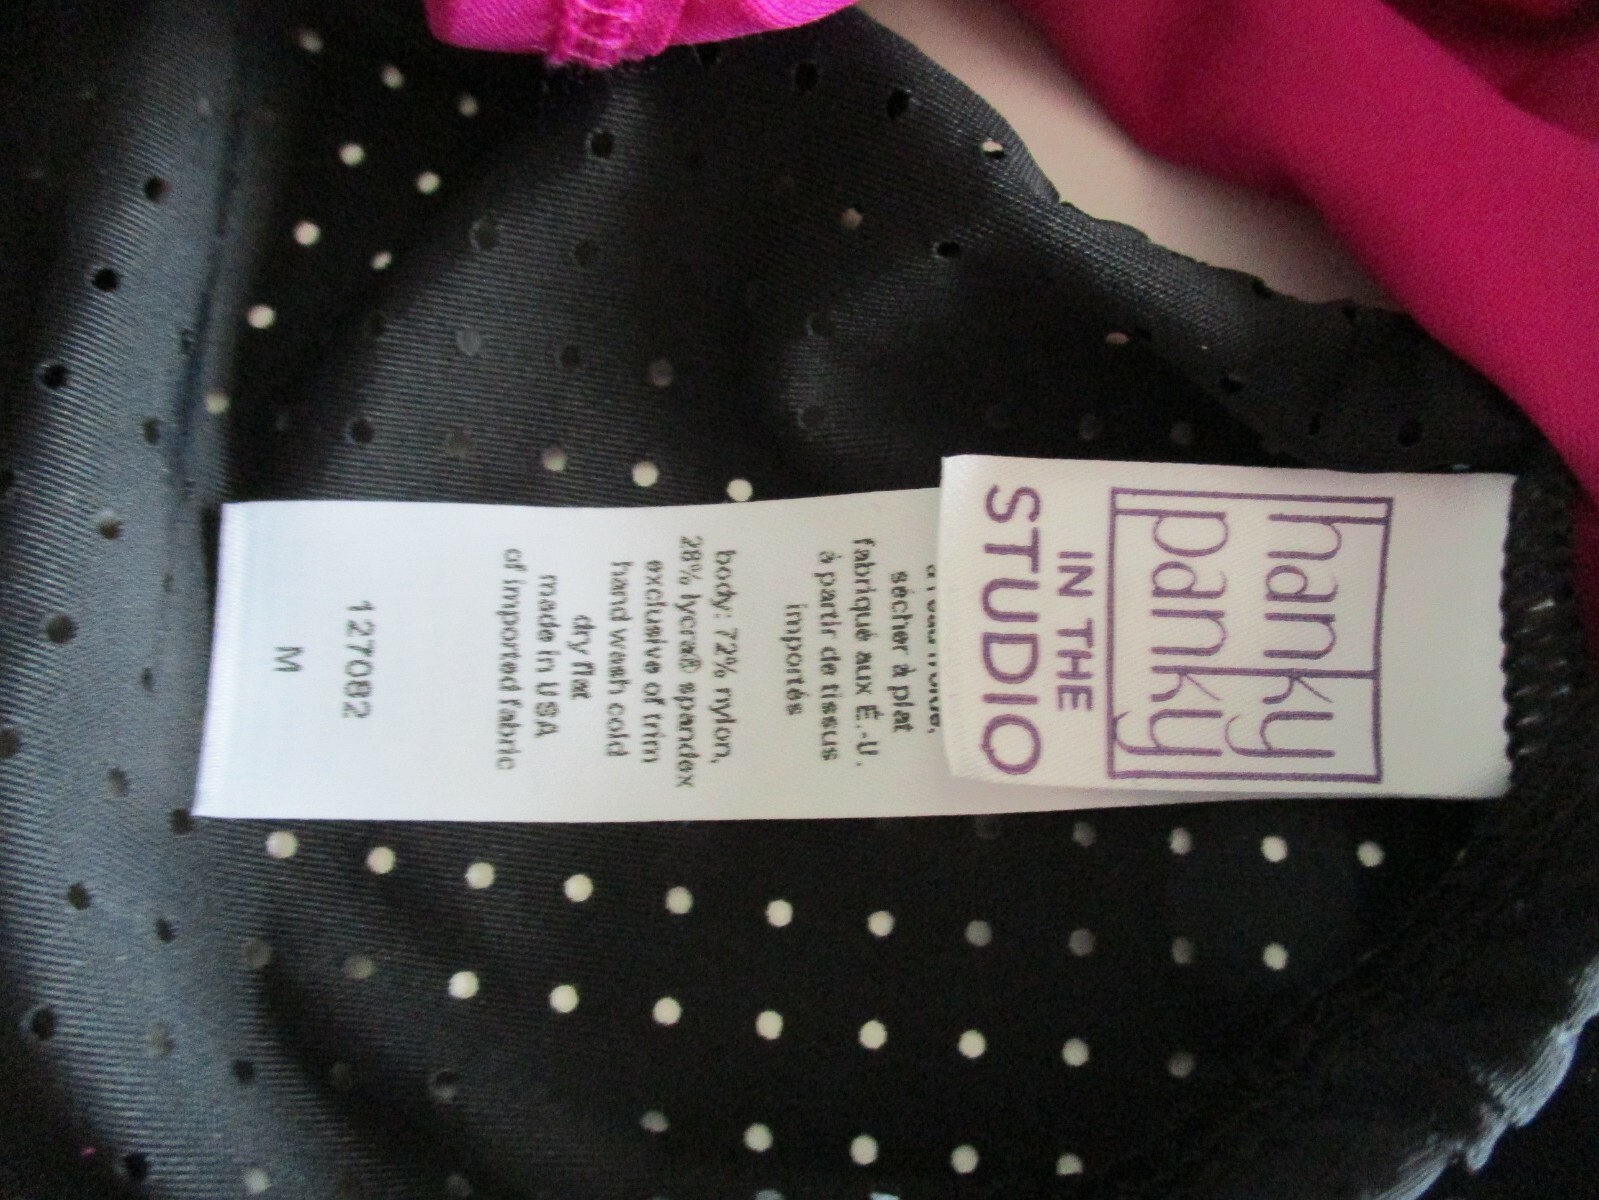 hanky
panky
IN THE
STUDIO
sécher à plat
fabriqué aux É.-U.
à partir de tissus
importés
body: 72% nylon,
28% lycra® spandex
exclusive of trim
hand wash cold
dry flat
made in USA
of imported fabric
127082
M